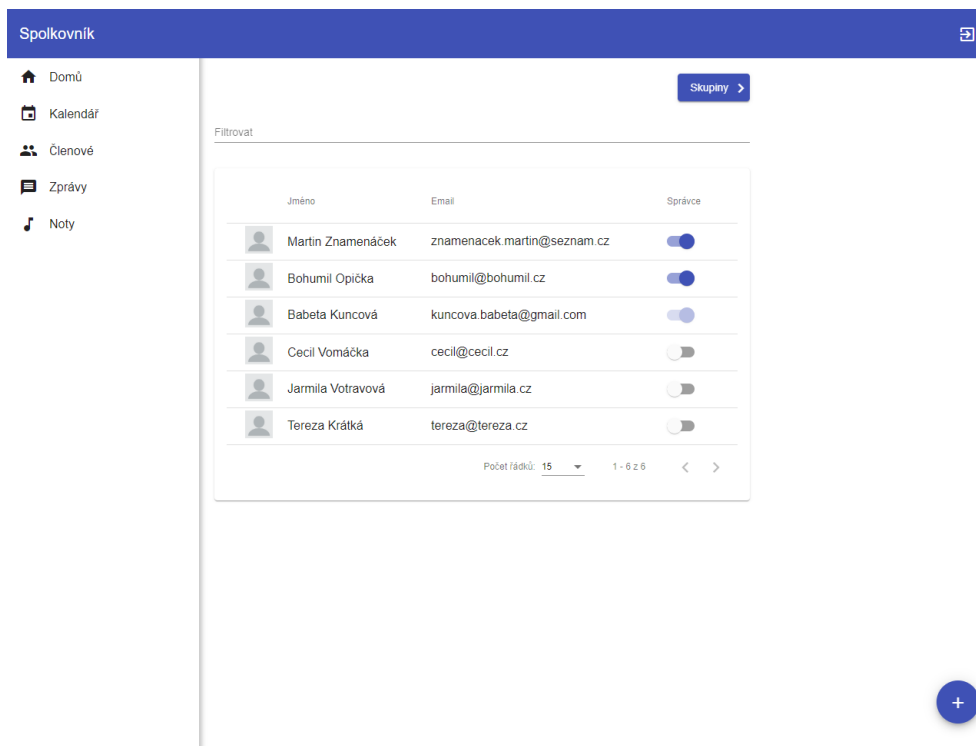 Spolkovník
Domů
Kalendář
Členové
Zprávy
Noty
Skupiny
Filtrovat
Jméno Email Správce
Martin Znamenáček znamenacek.martin@seznam.cz
Bohumil Opička bohumil@bohumil.cz
Babeta Kuncová kuncova.babeta@gmail.com
Cecil Vomáčka cecil@cecil.cz
Jarmila Votravová jarmila@jarmila.cz
Tereza Krátká tereza@tereza.cz
Počet řádků: 15 1 - 6 z 6